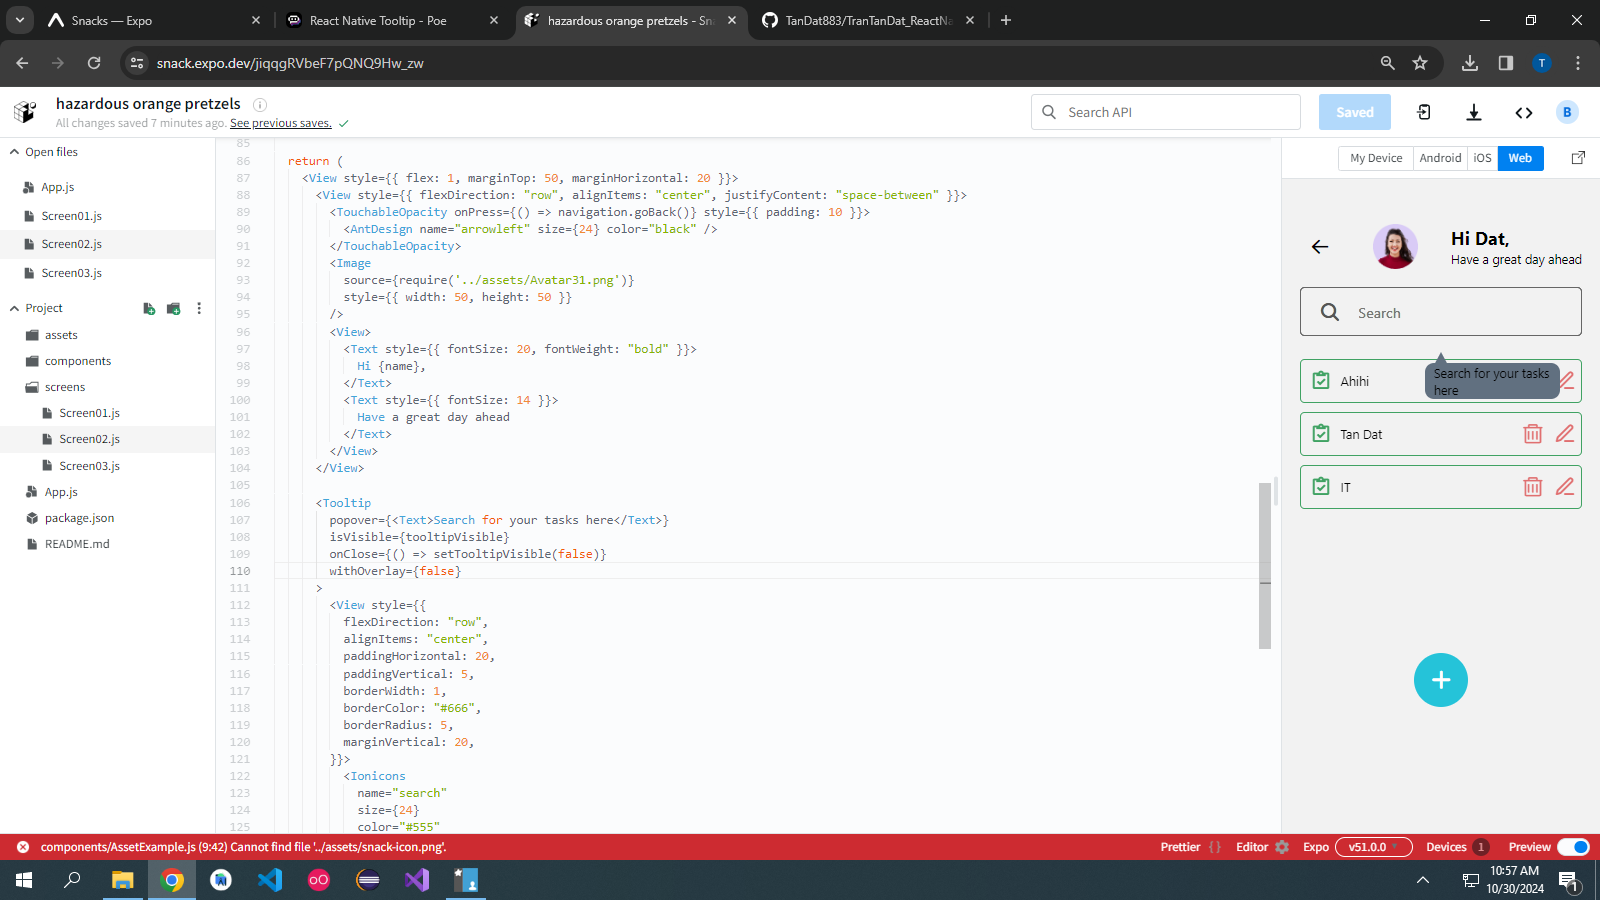 Snacks — Expo
React Native Tooltip - Poe
hazardous orange pretzels - Sn
TanDat883/TranTanDat_ReactNa
snack.expo.dev/jiqqgRVbeF7pQNQ9Hw_zw
T
hazardous orange pretzels
All changes saved 7 minutes ago. See previous saves.
Search API
Saved
B
Open files
App.js
Screen01.js
Screen02.js
Screen03.js
Project
assets
components
screens
Screen01.js
Screen02.js
Screen03.js
App.js
package.json
README.md
85
86 return (
87 <View style={{ flex: 1, marginTop: 50, marginHorizontal: 20 }}>
88 <View style={{ flexDirection: "row", alignItems: "center", justifyContent: "space-between" }}>
89 <TouchableOpacity onPress={() => navigation.goBack()} style={{ padding: 10 }}>
90 <AntDesign name="arrowleft" size={24} color="black" />
91 </TouchableOpacity>
92 <Image
93 source={require('../assets/Avatar31.png')}
94 style={{ width: 50, height: 50 }}
95 />
96 <View>
97 <Text style={{ fontSize: 20, fontWeight: "bold" }}>
98 Hi {name},
99 </Text>
100 <Text style={{ fontSize: 14 }}>
101 Have a great day ahead
102 </Text>
103 </View>
104 </View>
105
106 <Tooltip
107 popover={<Text>Search for your tasks here</Text>}
108 isVisible={tooltipVisible}
109 onClose={() => setTooltipVisible(false)}
110 withOverlay={false}
111 >
112 <View style={{
113 flexDirection: "row",
114 alignItems: "center",
115 paddingHorizontal: 20,
116 paddingVertical: 5,
117 borderWidth: 1,
118 borderColor: "#666",
119 borderRadius: 5,
120 marginVertical: 20,
121 }}>
122 <Ionicons
123 name="search"
124 size={24}
125 color="#555"
My Device
Android
iOS
Web
Hi Dat,
Have a great day ahead
Search
Search for your tasks
here
Ahihi
Tan Dat
IT
components/AssetExample.js (9:42) Cannot find file '../assets/snack-icon.png'.
Prettier { }
Editor
Expo
v51.0.0
Devices 1
Preview
10:57 AM
10/30/2024
1